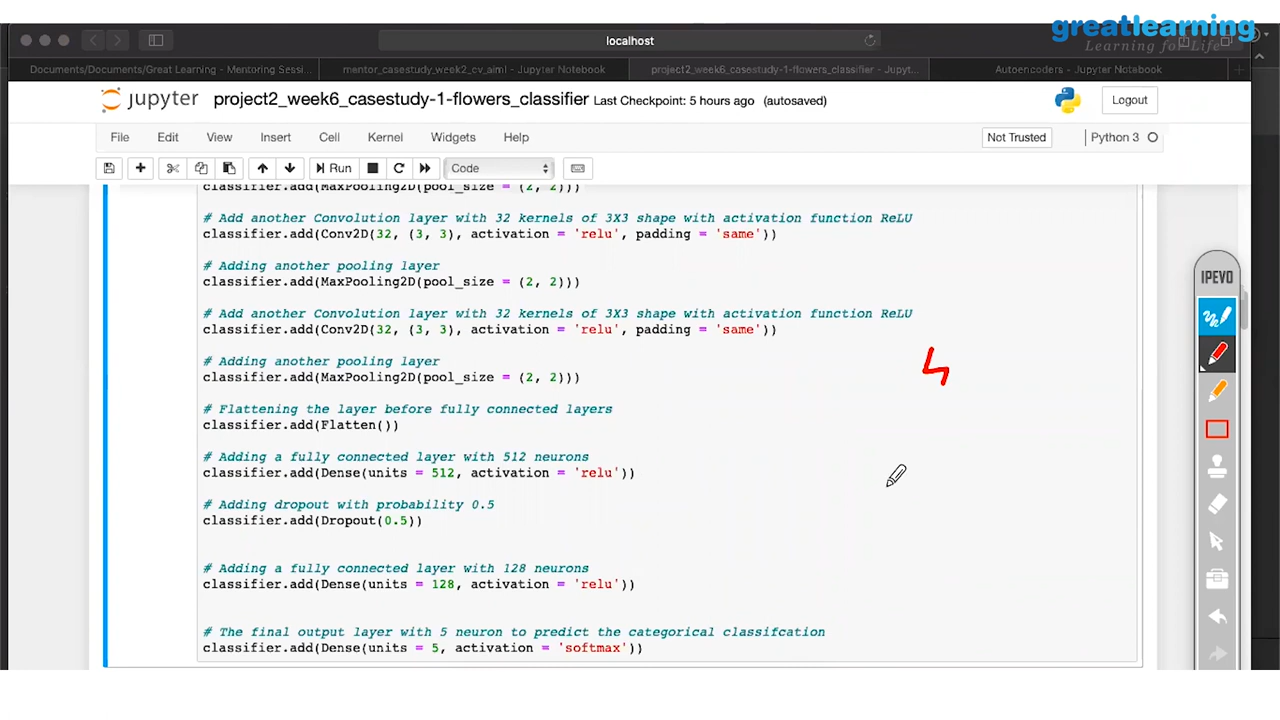 greatlearning
Learning for Life
localhost
Documents/Documents/Great Learning - Mentoring Sessi...
mentor_casestudy_week2_cv_aiml - Jupyter Notebook
project2_week6_casestudy-1-flowers_classifier - Jupyt...
Autoencoders - Jupyter Notebook
jupyter project2_week6_casestudy-1-flowers_classifier Last Checkpoint: 5 hours ago (autosaved)
Logout
File Edit View Insert Cell Kernel Widgets Help
Not Trusted
Python 3
Run
Code
classifier.add(MaxPooling2D(pool_size = (2, 2)))
# Add another Convolution layer with 32 kernels of 3X3 shape with activation function ReLU
classifier.add(Conv2D(32, (3, 3), activation = 'relu', padding = 'same'))
# Adding another pooling layer
classifier.add(MaxPooling2D(pool_size = (2, 2)))
# Add another Convolution layer with 32 kernels of 3X3 shape with activation function ReLU
classifier.add(Conv2D(32, (3, 3), activation = 'relu', padding = 'same'))
# Adding another pooling layer
classifier.add(MaxPooling2D(pool_size = (2, 2)))
# Flattening the layer before fully connected layers
classifier.add(Flatten())
# Adding a fully connected layer with 512 neurons
classifier.add(Dense(units = 512, activation = 'relu'))
# Adding dropout with probability 0.5
classifier.add(Dropout(0.5))
# Adding a fully connected layer with 128 neurons
classifier.add(Dense(units = 128, activation = 'relu'))
# The final output layer with 5 neuron to predict the categorical classifcation
classifier.add(Dense(units = 5, activation = 'softmax'))
IPEVO